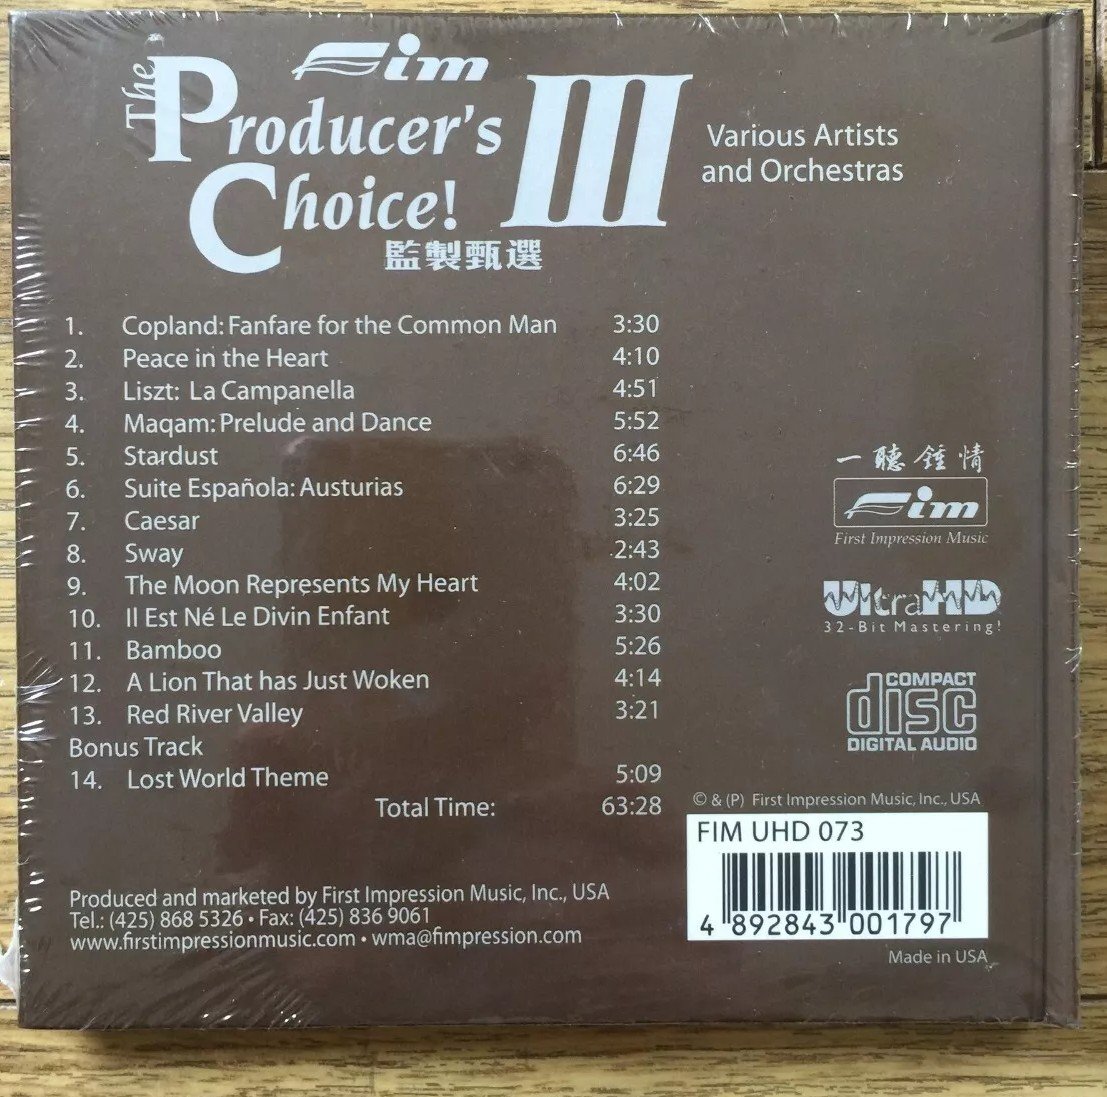 Fim
The Producer's
Choice! III
監製甄選
Various Artists
and Orchestras
1. Copland: Fanfare for the Common Man 3:30
2. Peace in the Heart 4:10
3. Liszt: La Campanella 4:51
4. Maqam: Prelude and Dance 5:52
5. Stardust 6:46
6. Suite Española: Austurias 6:29
7. Caesar 3:25
8. Sway 2:43
9. The Moon Represents My Heart 4:02
10. Il Est Né Le Divin Enfant 3:30
11. Bamboo 5:26
12. A Lion That has Just Woken 4:14
13. Red River Valley 3:21
Bonus Track
14. Lost World Theme 5:09
Total Time: 63:28
一聽鍾情
Fim
First Impression Music
UltraHD
32-Bit Mastering!
COMPACT
disc
DIGITAL AUDIO
© & (P) First Impression Music, Inc., USA
FIM UHD 073
4 892843 001797
Made in USA
Produced and marketed by First Impression Music, Inc., USA
Tel.: (425) 868 5326 • Fax: (425) 836 9061
www.firstimpressionmusic.com • wma@fimpression.com